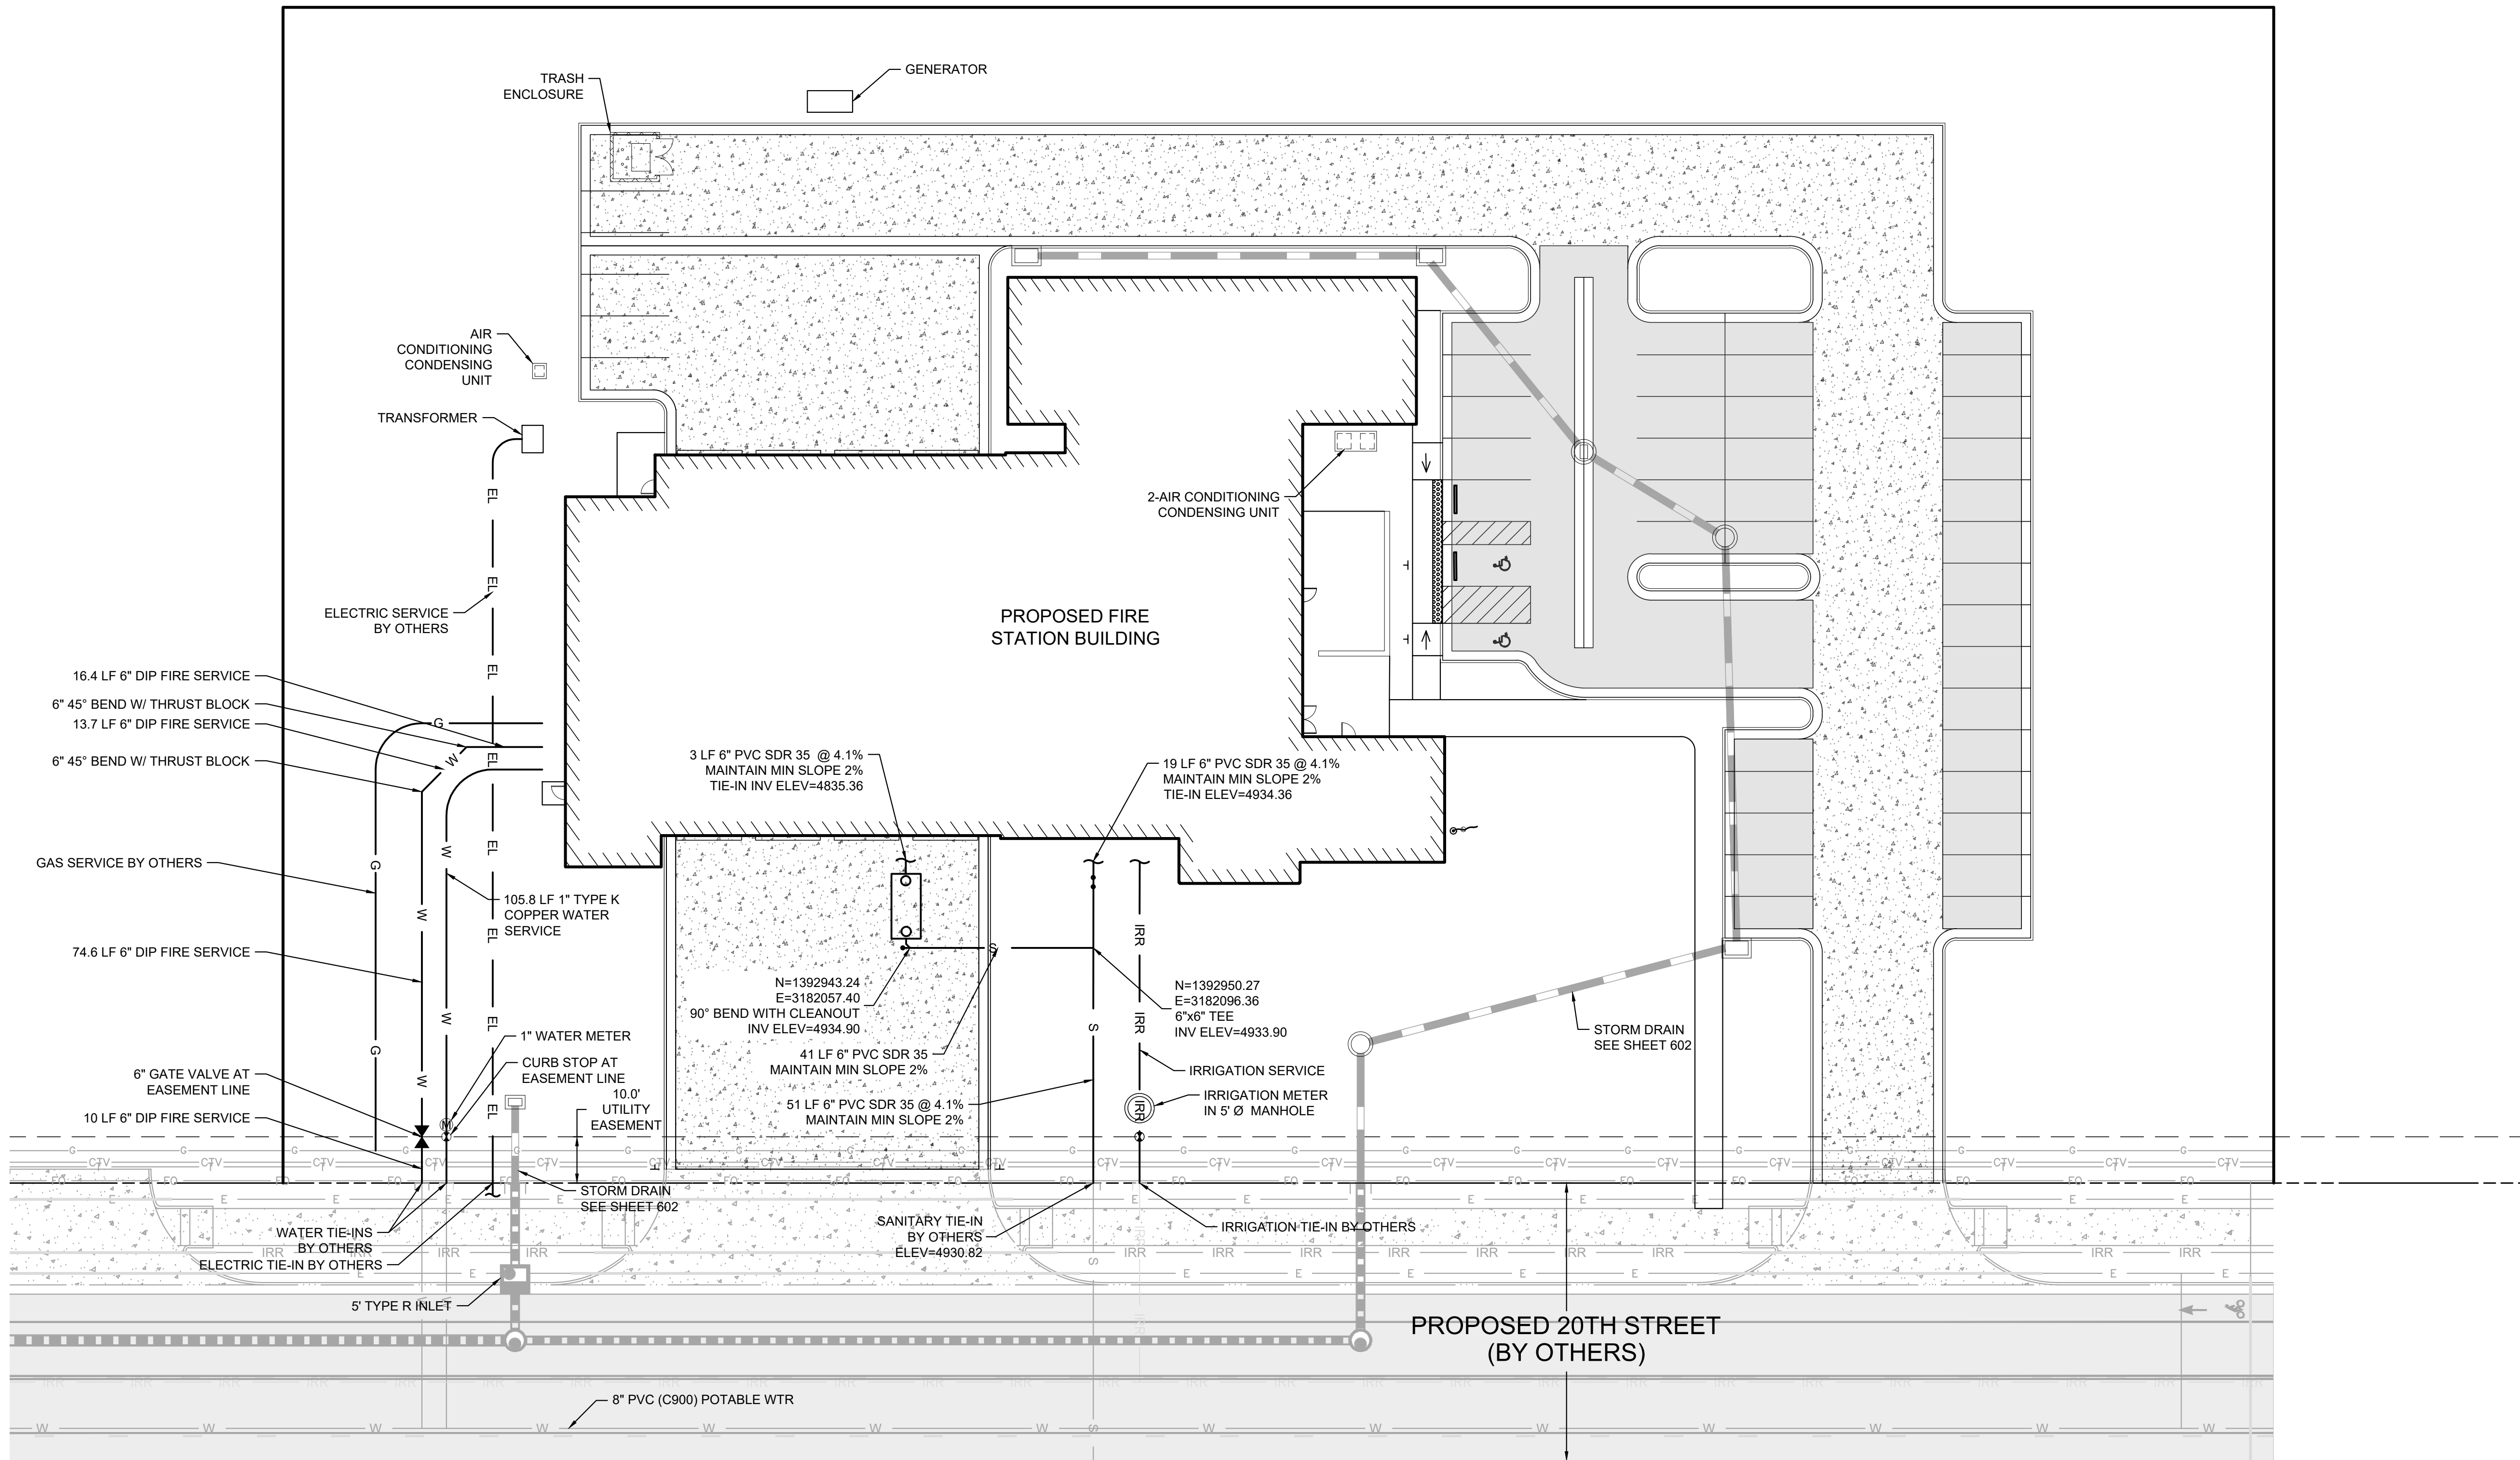 GENERATOR
TRASH
ENCLOSURE
AIR
CONDITIONING
CONDENSING
UNIT
TRANSFORMER
2-AIR CONDITIONING
CONDENSING UNIT
ELECTRIC SERVICE
BY OTHERS
PROPOSED FIRE
STATION BUILDING
16.4 LF 6" DIP FIRE SERVICE
6" 45° BEND W/ THRUST BLOCK
13.7 LF 6" DIP FIRE SERVICE
6" 45° BEND W/ THRUST BLOCK
3 LF 6" PVC SDR 35 @ 4.1%
MAINTAIN MIN SLOPE 2%
TIE-IN INV ELEV=4835.36
19 LF 6" PVC SDR 35 @ 4.1%
MAINTAIN MIN SLOPE 2%
TIE-IN ELEV=4934.36
GAS SERVICE BY OTHERS
105.8 LF 1" TYPE K
COPPER WATER
SERVICE
74.6 LF 6" DIP FIRE SERVICE
N=1392943.24
E=3182057.40
90° BEND WITH CLEANOUT
INV ELEV=4934.90
N=1392950.27
E=3182096.36
6"x6" TEE
INV ELEV=4933.90
1" WATER METER
CURB STOP AT
EASEMENT LINE
41 LF 6" PVC SDR 35
MAINTAIN MIN SLOPE 2%
STORM DRAIN
SEE SHEET 602
6" GATE VALVE AT
EASEMENT LINE
10.0'
UTILITY
EASEMENT
IRRIGATION SERVICE
IRRIGATION METER
IN 5' Ø MANHOLE
10 LF 6" DIP FIRE SERVICE
51 LF 6" PVC SDR 35 @ 4.1%
MAINTAIN MIN SLOPE 2%
STORM DRAIN
SEE SHEET 602
WATER TIE-INS
BY OTHERS
ELECTRIC TIE-IN BY OTHERS
SANITARY TIE-IN
BY OTHERS
ELEV=4930.82
IRRIGATION TIE-IN BY OTHERS
5' TYPE R INLET
PROPOSED 20TH STREET
(BY OTHERS)
8" PVC (C900) POTABLE WTR